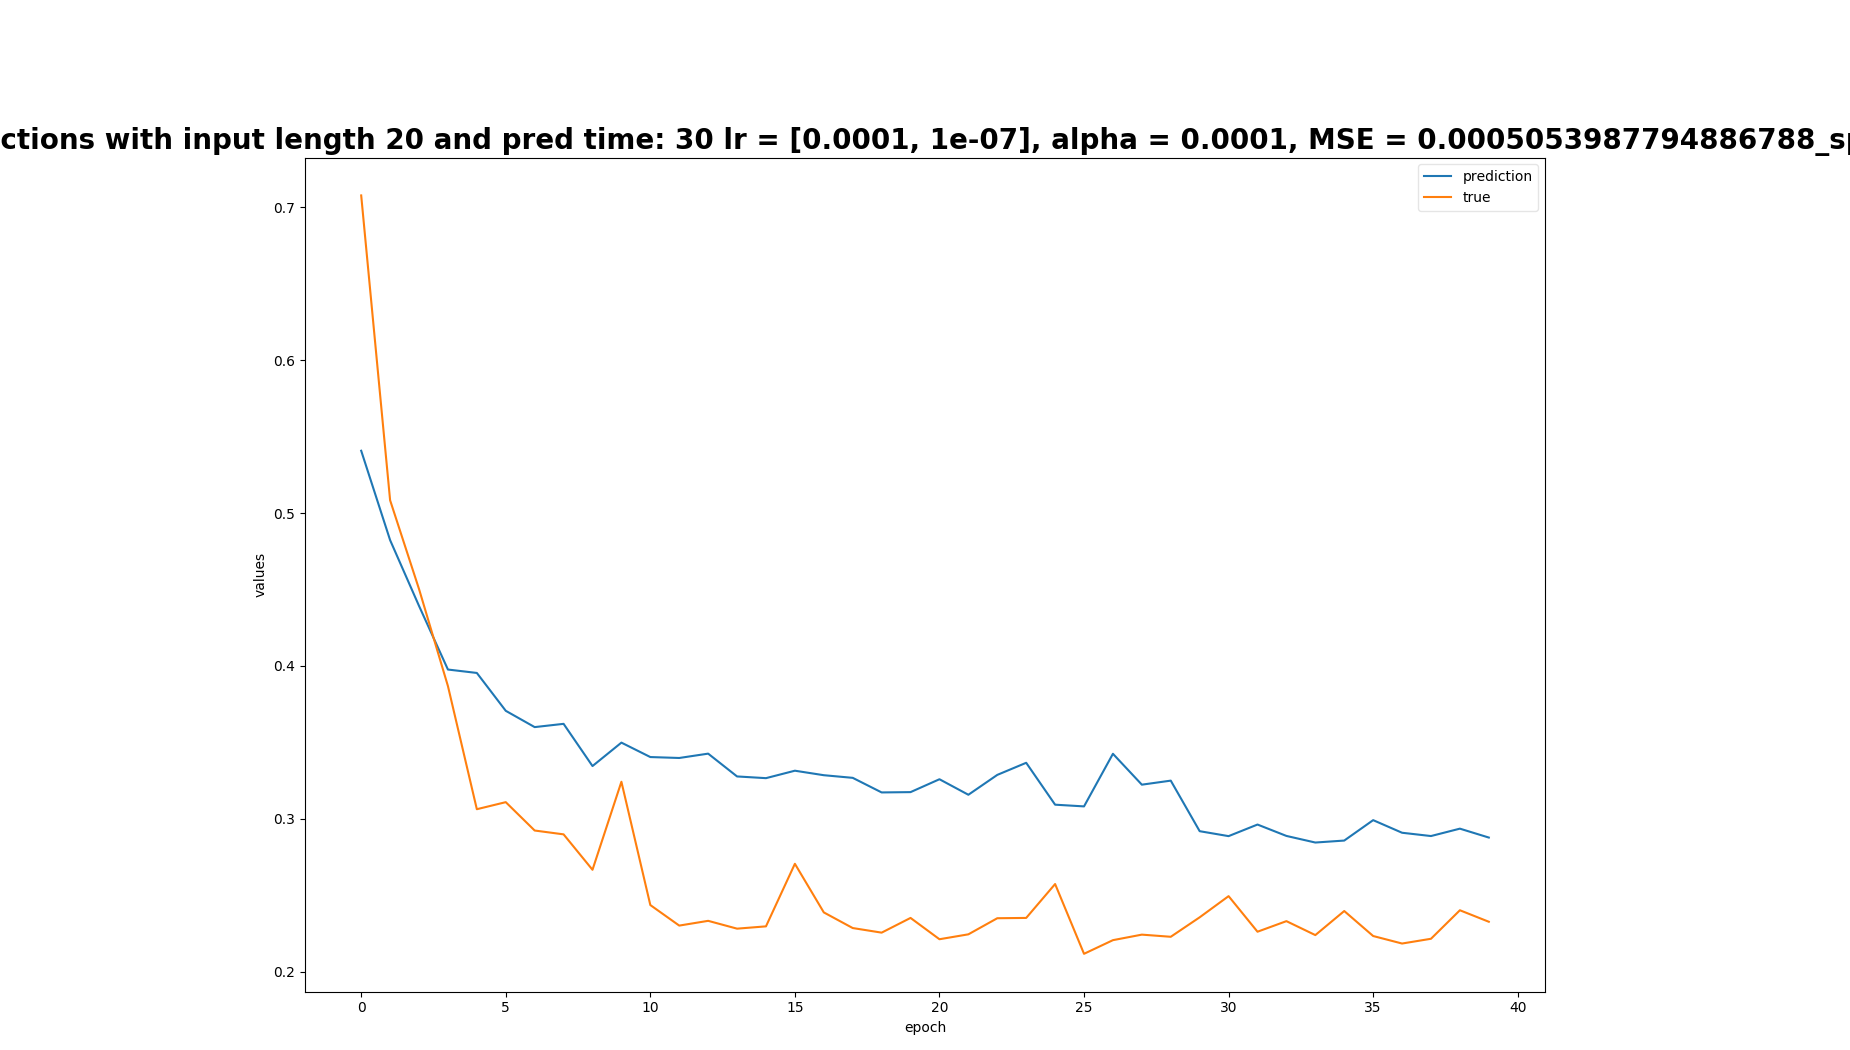 ctions with input length 20 and pred time: 30 lr = [0.0001, 1e-07], alpha = 0.0001, MSE = 0.0005053987794886788_sp
prediction
true
0.7
0.6
0.5
0.4
0.3
0.2
values
0 5 10 15 20 25 30 35 40
epoch